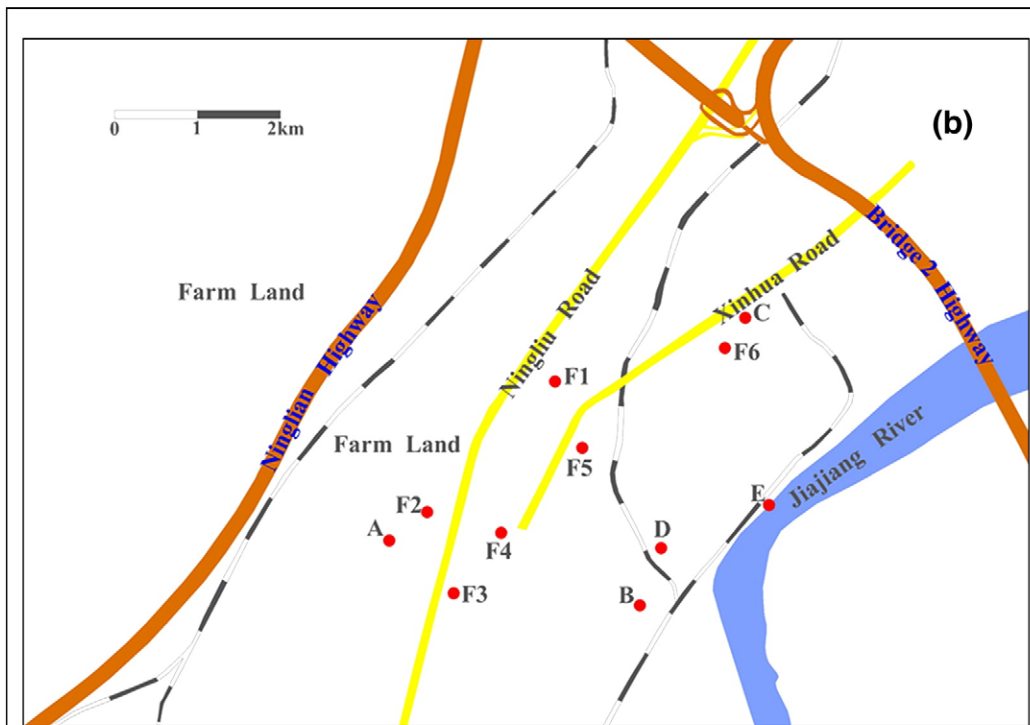 (b)
0 1 2km
Farm Land
Ninglian Highway
Ningliu Road
Xinhua Road
Bridge 2 Highway
C
F6
F1
Farm Land
F5
Jiajiang River
E
F2
A
F4
D
F3
B